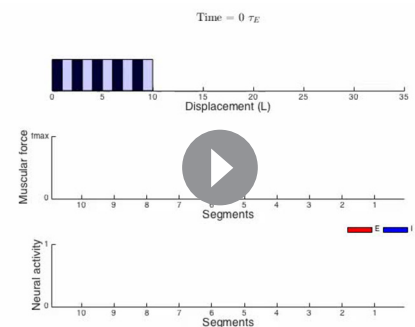 Time = 0 τE
0 5 10 15 20 25 30 35
Displacement (L)
Muscular force
tmax
0
10 9 8 7 6 5 4 3 2 1
Segments
E I
Neural activity
1
0
10 9 8 7 6 5 4 3 2 1
Segments